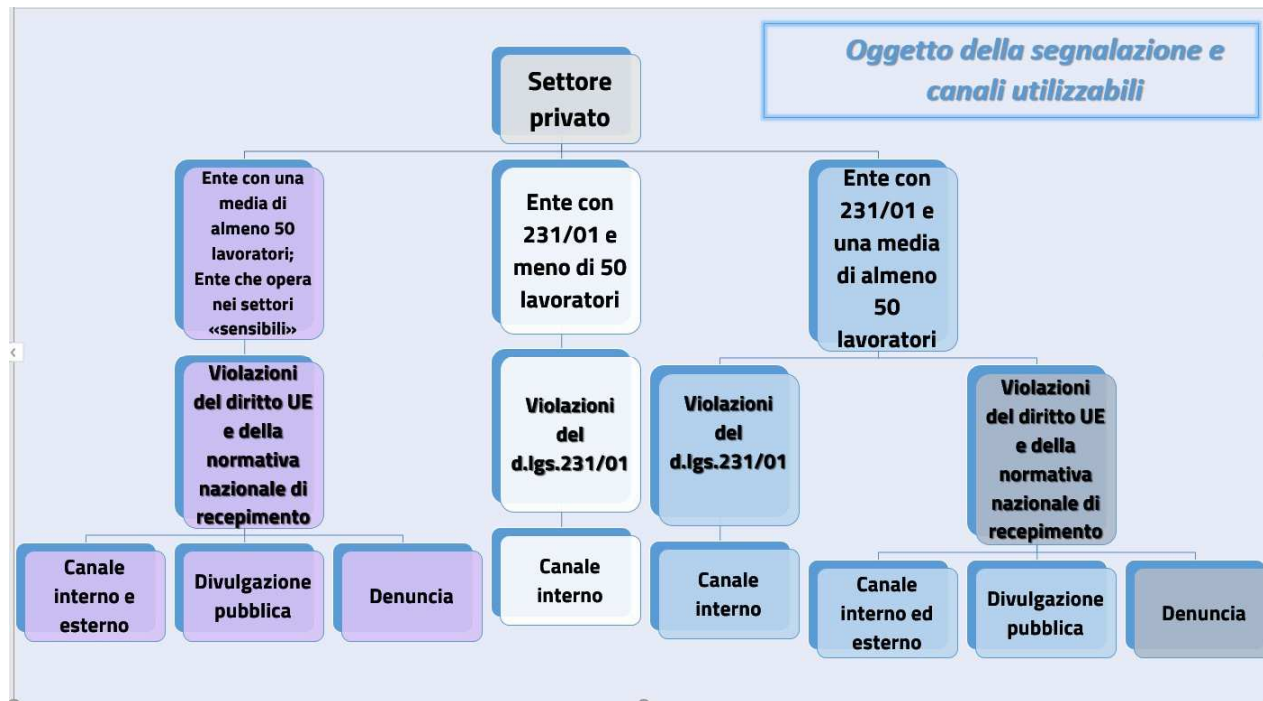 Oggetto della segnalazione e
canali utilizzabili
Settore
privato
Ente con una
media di
almeno 50
lavoratori;
Ente che opera
nei settori
«sensibili»
Ente con
231/01 e
meno di 50
lavoratori
Ente con
231/01 e
una media
di almeno
50
lavoratori
Violazioni
del diritto UE
e della
normativa
nazionale di
recepimento
Violazioni
del
d.lgs.231/01
Violazioni
del
d.lgs.231/01
Violazioni
del diritto UE
e della
normativa
nazionale di
recepimento
Canale
interno e
esterno
Divulgazione
pubblica
Denuncia
Canale
interno
Canale
interno
Canale
interno ed
esterno
Divulgazione
pubblica
Denuncia